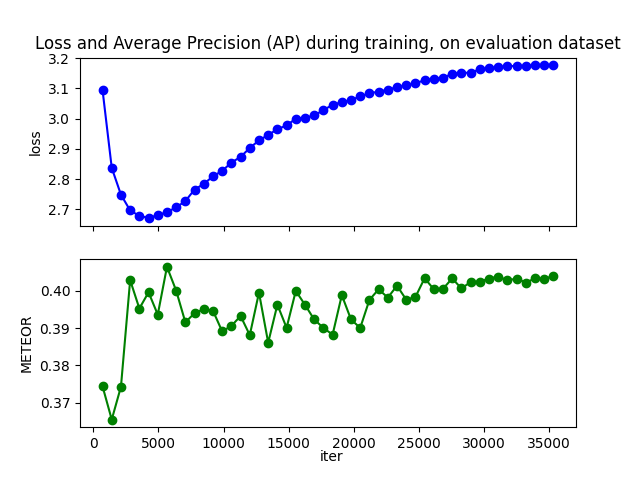 Loss and Average Precision (AP) during training, on evaluation dataset
3.2
3.1
3.0
2.9
2.8
2.7
loss
0.40
0.39
0.38
0.37
METEOR
0 5000 10000 15000 20000 25000 30000 35000
iter